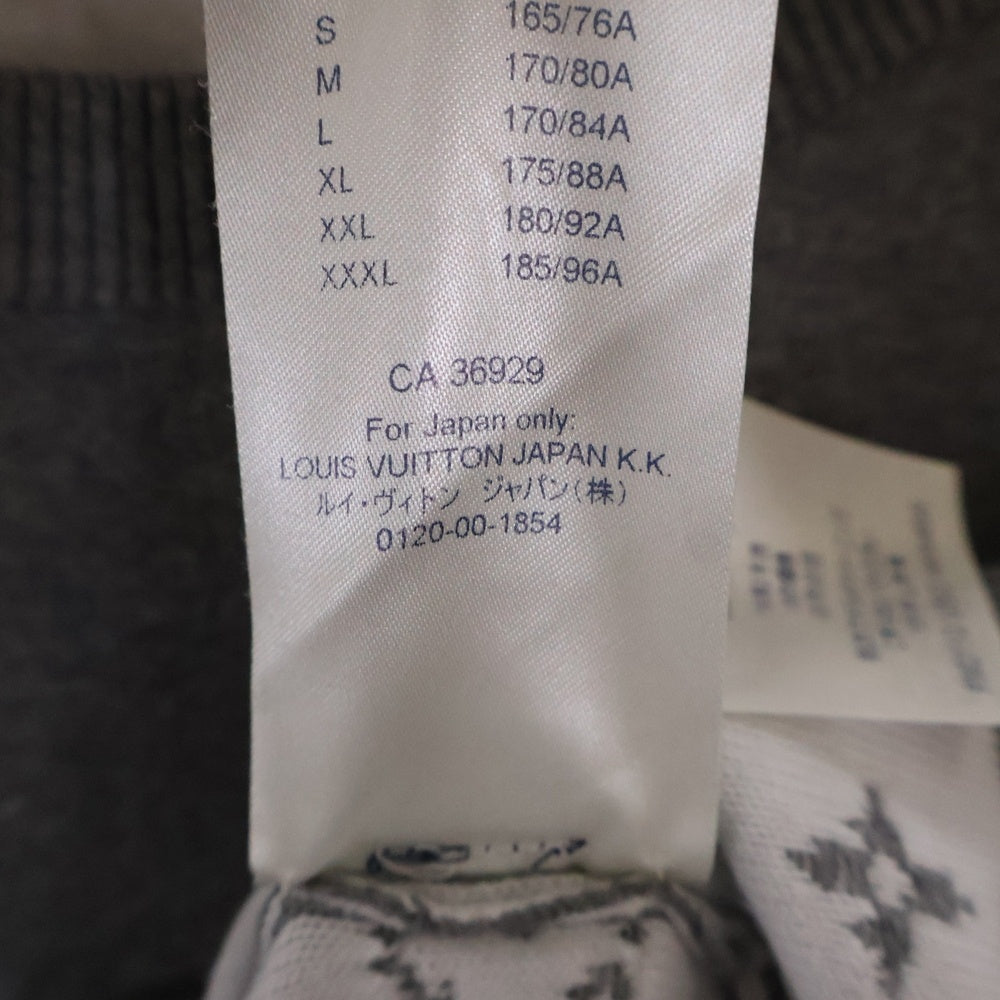 S 165/76A
M 170/80A
L 170/84A
XL 175/88A
XXL 180/92A
XXXL 185/96A
CA 36929
For Japan only:
LOUIS VUITTON JAPAN K.K.
ルイ・ヴィトン ジャパン(株)
0120-00-1854